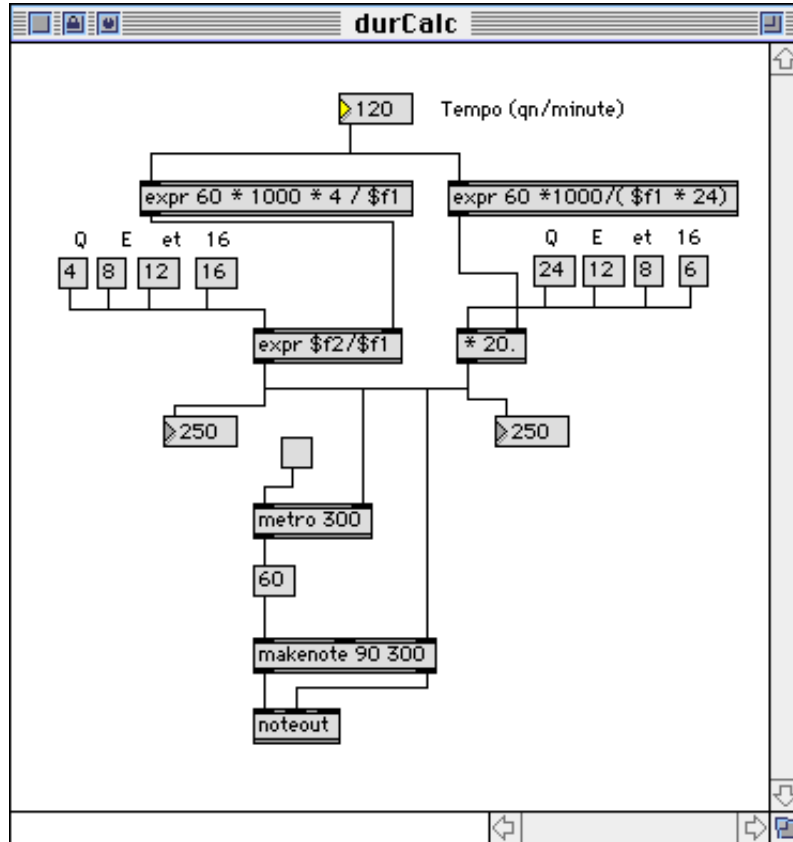 durCalc
120 Tempo (qn/minute)
expr 60 * 1000 * 4 / $f1 expr 60 *1000/( $f1 * 24)
Q E et 16 Q E et 16
4 8 12 16 24 12 8 6
expr $f2/$f1 * 20.
250 250
metro 300
60
makenote 90 300
noteout